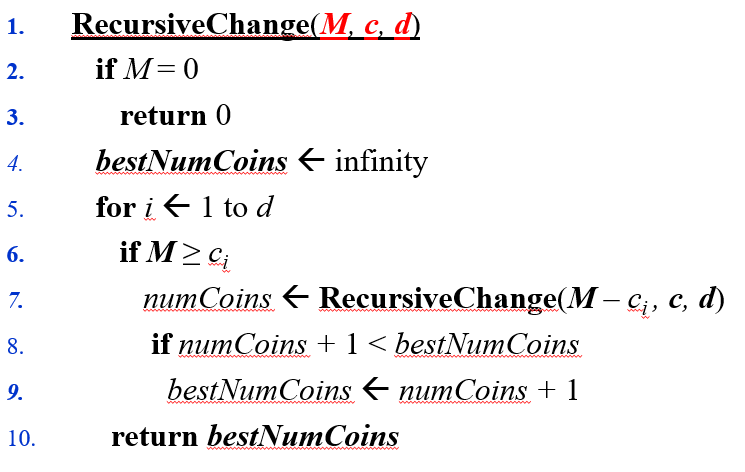 1. RecursiveChange(M, c, d)
2. if M = 0
3. return 0
4. bestNumCoins ← infinity
5. for i ← 1 to d
6. if M ≥ ci
7. numCoins ← RecursiveChange(M – ci , c, d)
8. if numCoins + 1 < bestNumCoins
9. bestNumCoins ← numCoins + 1
10. return bestNumCoins